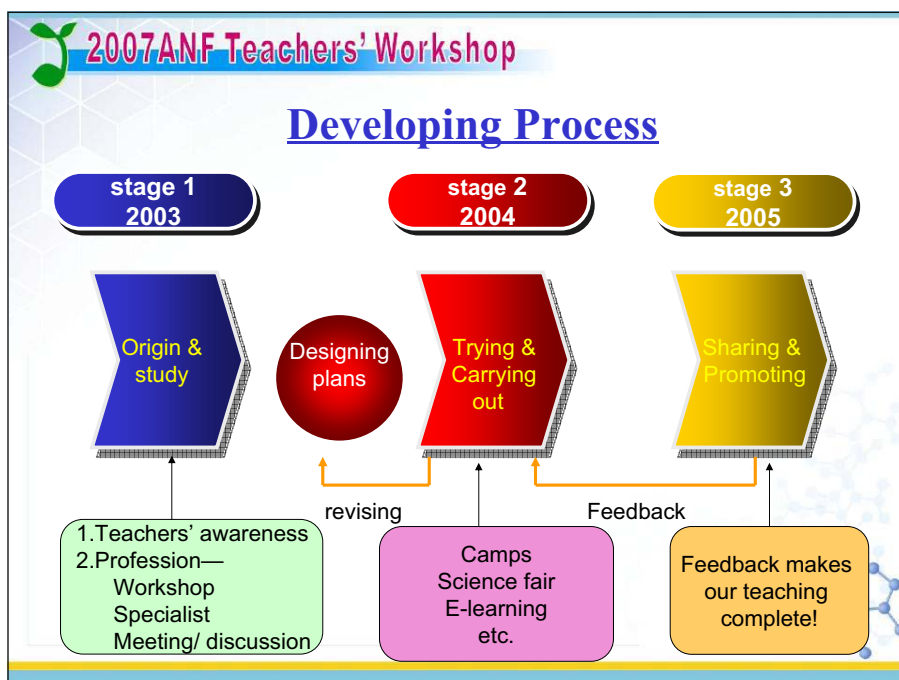 2007ANF Teachers' Workshop
Developing Process
stage 1
2003
stage 2
2004
stage 3
2005
Origin &
study
Designing
plans
Trying &
Carrying
out
Sharing &
Promoting
revising
Feedback
1.Teachers' awareness
2.Profession—
Workshop
Specialist
Meeting/ discussion
Camps
Science fair
E-learning
etc.
Feedback makes
our teaching
complete!